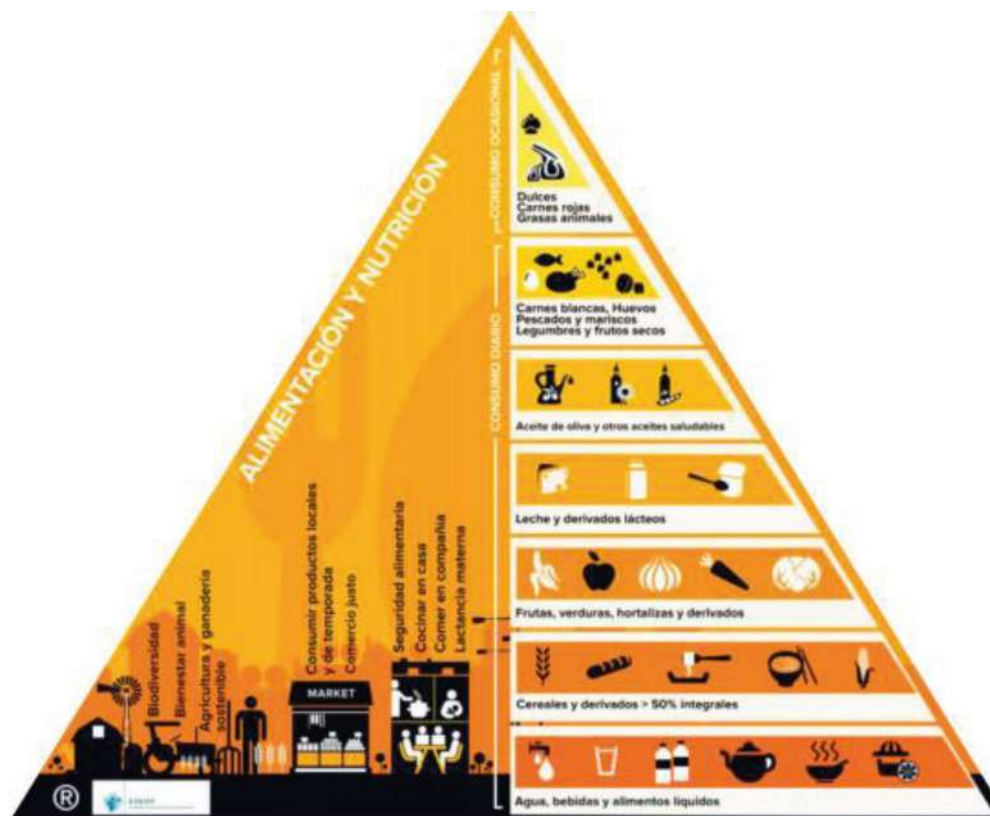 ALIMENTACIÓN Y NUTRICIÓN
CONSUMO OCASIONAL
CONSUMO DIARIO
Dulces
Carnes rojas
Grasas animales
Carnes blancas, Huevos
Pescados y mariscos
Legumbres y frutos secos
Aceite de oliva y otros aceites saludables
Leche y derivados lácteos
Frutas, verduras, hortalizas y derivados
Cereales y derivados > 50% integrales
Agua, bebidas y alimentos líquidos
Biodiversidad
Bienestar animal
Agricultura y ganadería
sostenible
Consumir productos locales
y de temporada
Comercio justo
Seguridad alimentaria
Cocinar en casa
Comer en compañía
Lactancia materna
MARKET
®